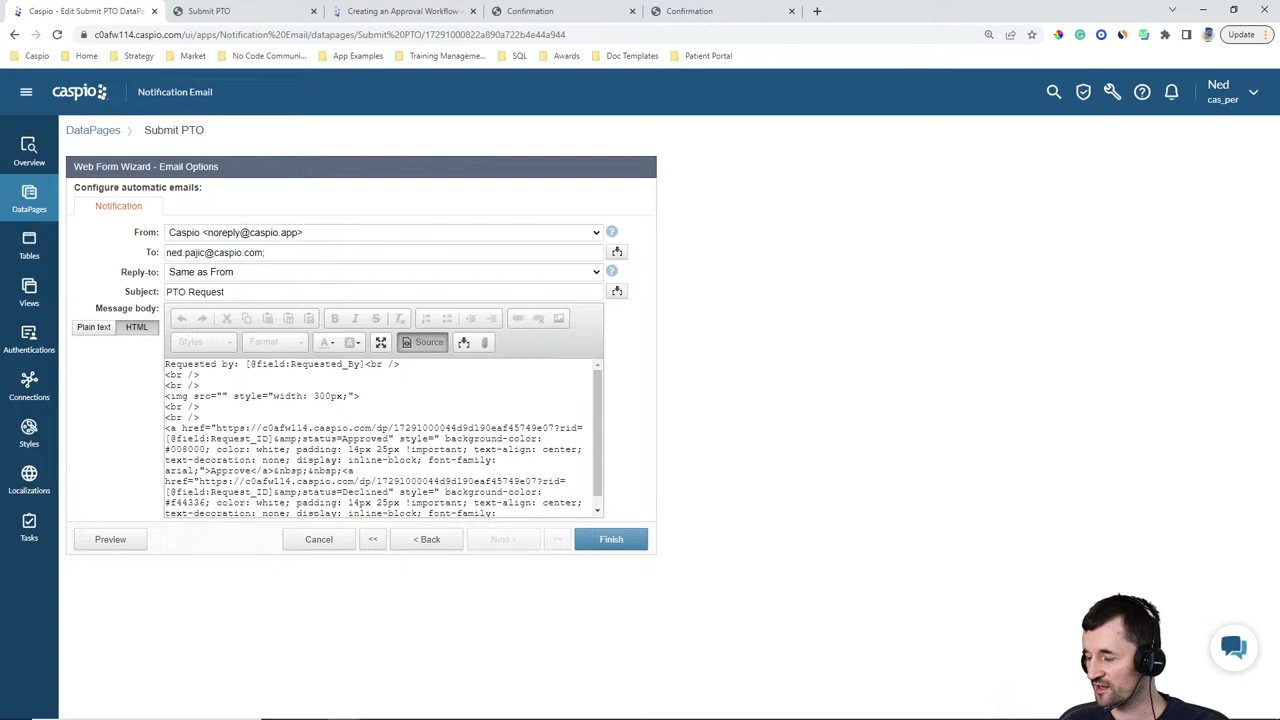 Caspio - Edit Submit PTO DataPa
Submit PTO
Creating an Approval Workflow w
Confirmation
Confirmation
c0afw114.caspio.com/ui/apps/Notification%20Email/datapages/Submit%20PTO/17291000822a890a722b4e44a944
Update
Caspio
Home
Strategy
Market
No Code Communi...
App Examples
Training Manageme...
SQL
Awards
Doc Templates
Patient Portal
caspio
Notification Email
Ned
cas_per
Overview
DataPages
Tables
Views
Authentications
Connections
Styles
Localizations
Tasks
DataPages
Submit PTO
Web Form Wizard - Email Options
Configure automatic emails:
Notification
From: Caspio <noreply@caspio.app>
To: ned.pajic@caspio.com;
Reply-to: Same as From
Subject: PTO Request
Message body:
Plain text HTML
Styles Format Source
Requested by: [@field:Requested_By]<br />
<br />
<br />
<img src="" style="width: 300px;">
<br />
<br />
<a href="https://c0afw114.caspio.com/dp/17291000044d9d190eaf45749e07?rid=
[@field:Request_ID]&amp;status=Approved" style=" background-color:
#008000; color: white; padding: 14px 25px !important; text-align: center;
text-decoration: none; display: inline-block; font-family:
arial;">Approve</a>&nbsp;&nbsp;<a
href="https://c0afw114.caspio.com/dp/17291000044d9d190eaf45749e07?rid=
[@field:Request_ID]&amp;status=Declined" style=" background-color:
#f44336; color: white; padding: 14px 25px !important; text-align: center;
text-decoration: none; display: inline-block; font-family:
Preview
Cancel
<<
< Back
Next >
Finish